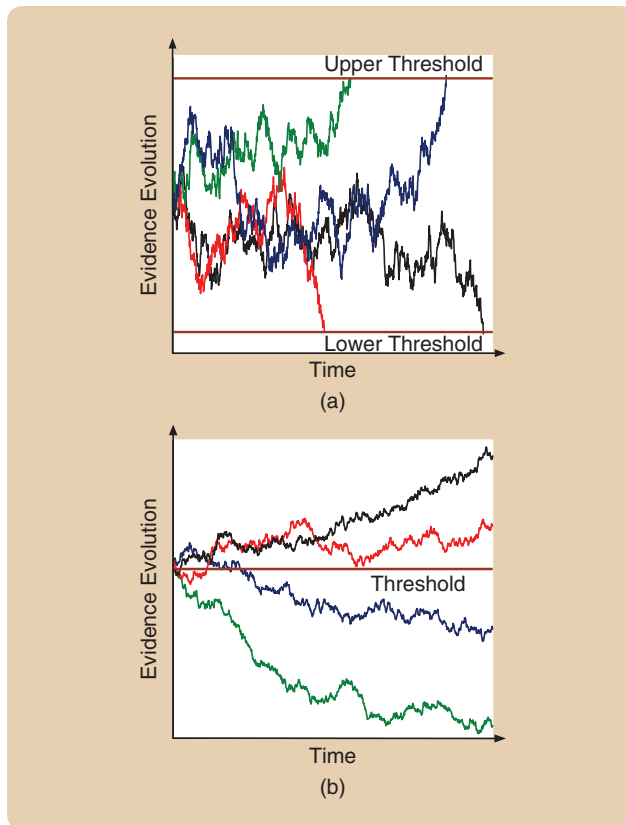 Upper Threshold
Evidence Evolution
Lower Threshold
Time
(a)
Evidence Evolution
Threshold
Time
(b)